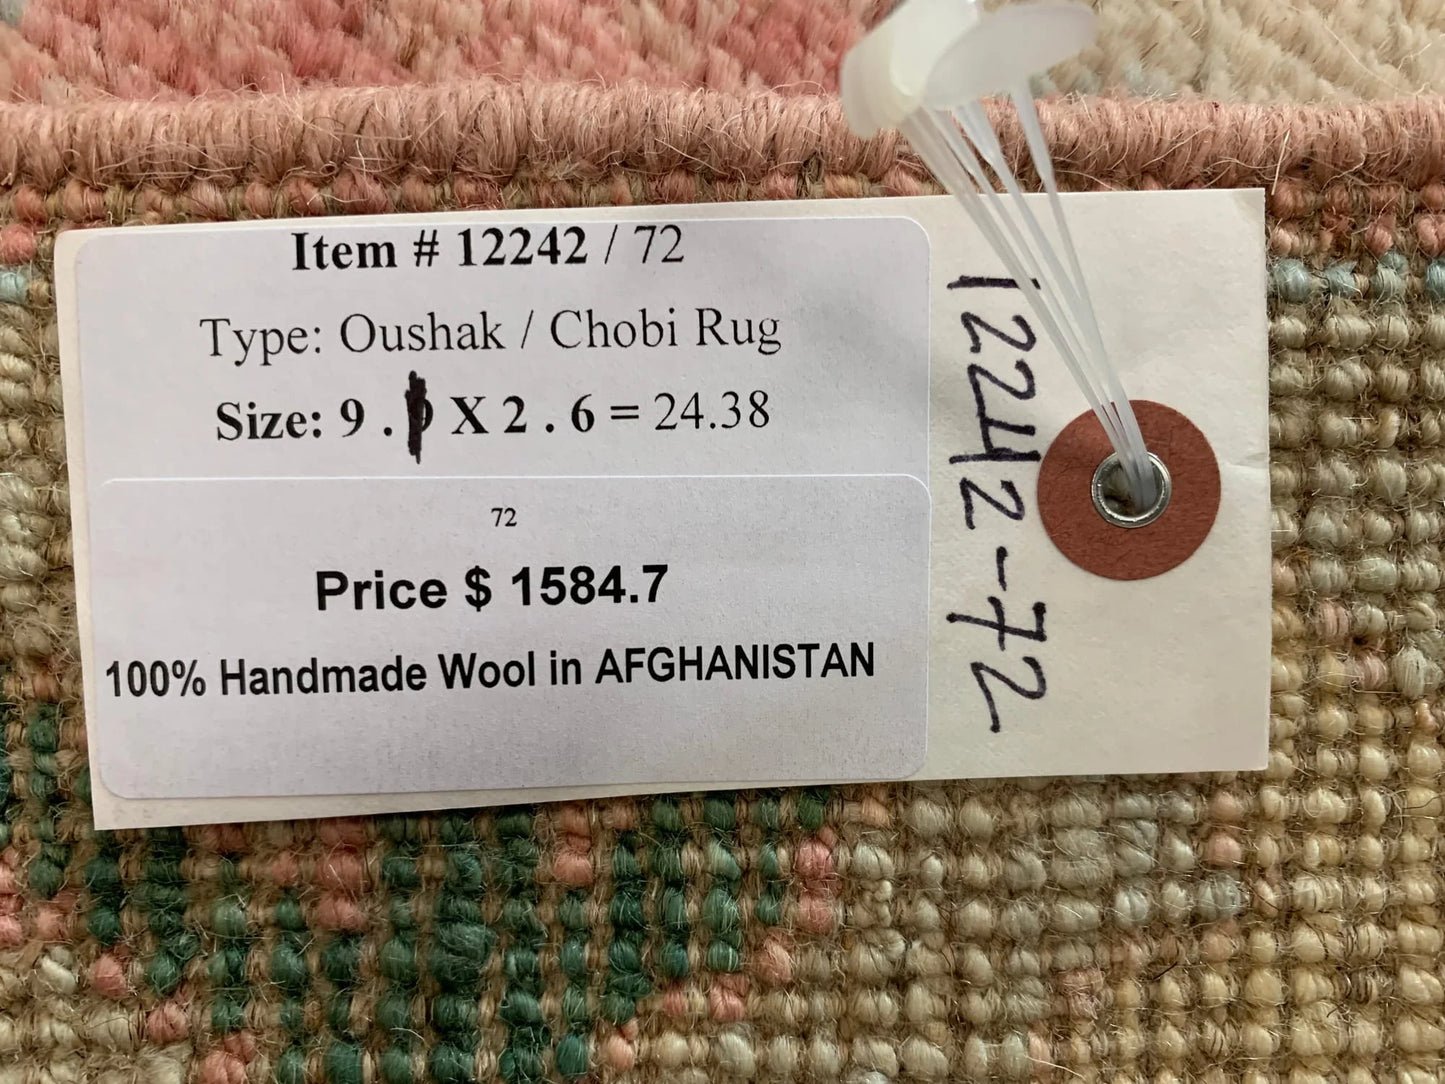 Item # 12242 / 72
Type: Oushak / Chobi Rug
Size: 9 . X 2 . 6 = 24.38
72
Price $ 1584.7
100% Handmade Wool in AFGHANISTAN
12242-72